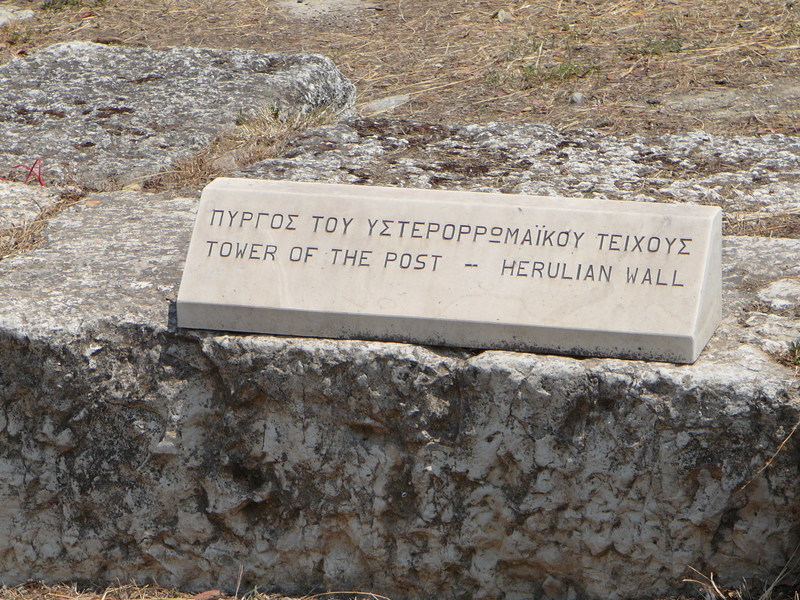 ΠΥΡΓΟΣ ΤΟΥ ΥΣΤΕΡΟΡΡΩΜΑΪΚΟΥ ΤΕΙΧΟΥΣ
TOWER OF THE POST – HERULIAN WALL